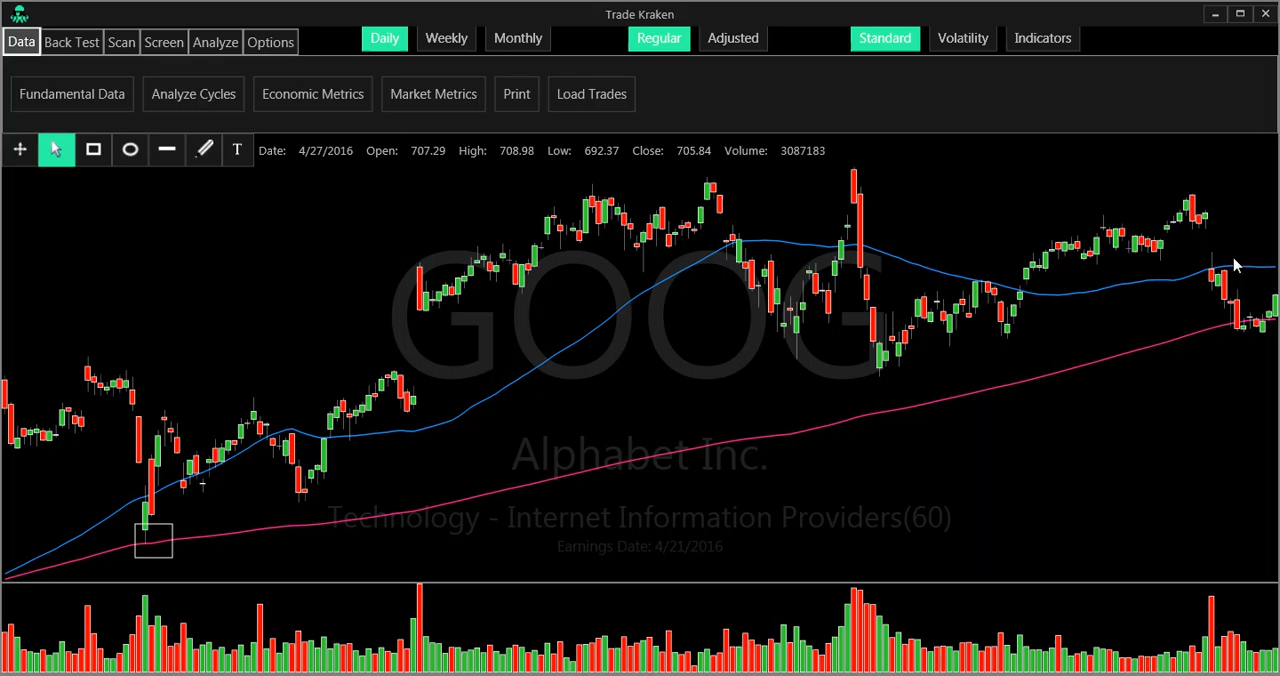 Trade Kraken
Data Back Test Scan Screen Analyze Options Daily Weekly Monthly Regular Adjusted Standard Volatility Indicators
Fundamental Data Analyze Cycles Economic Metrics Market Metrics Print Load Trades
T Date: 4/27/2016 Open: 707.29 High: 708.98 Low: 692.37 Close: 705.84 Volume: 3087183
GOOG
Alphabet Inc.
Technology - Internet Information Providers(60)
Earnings Date: 4/21/2016